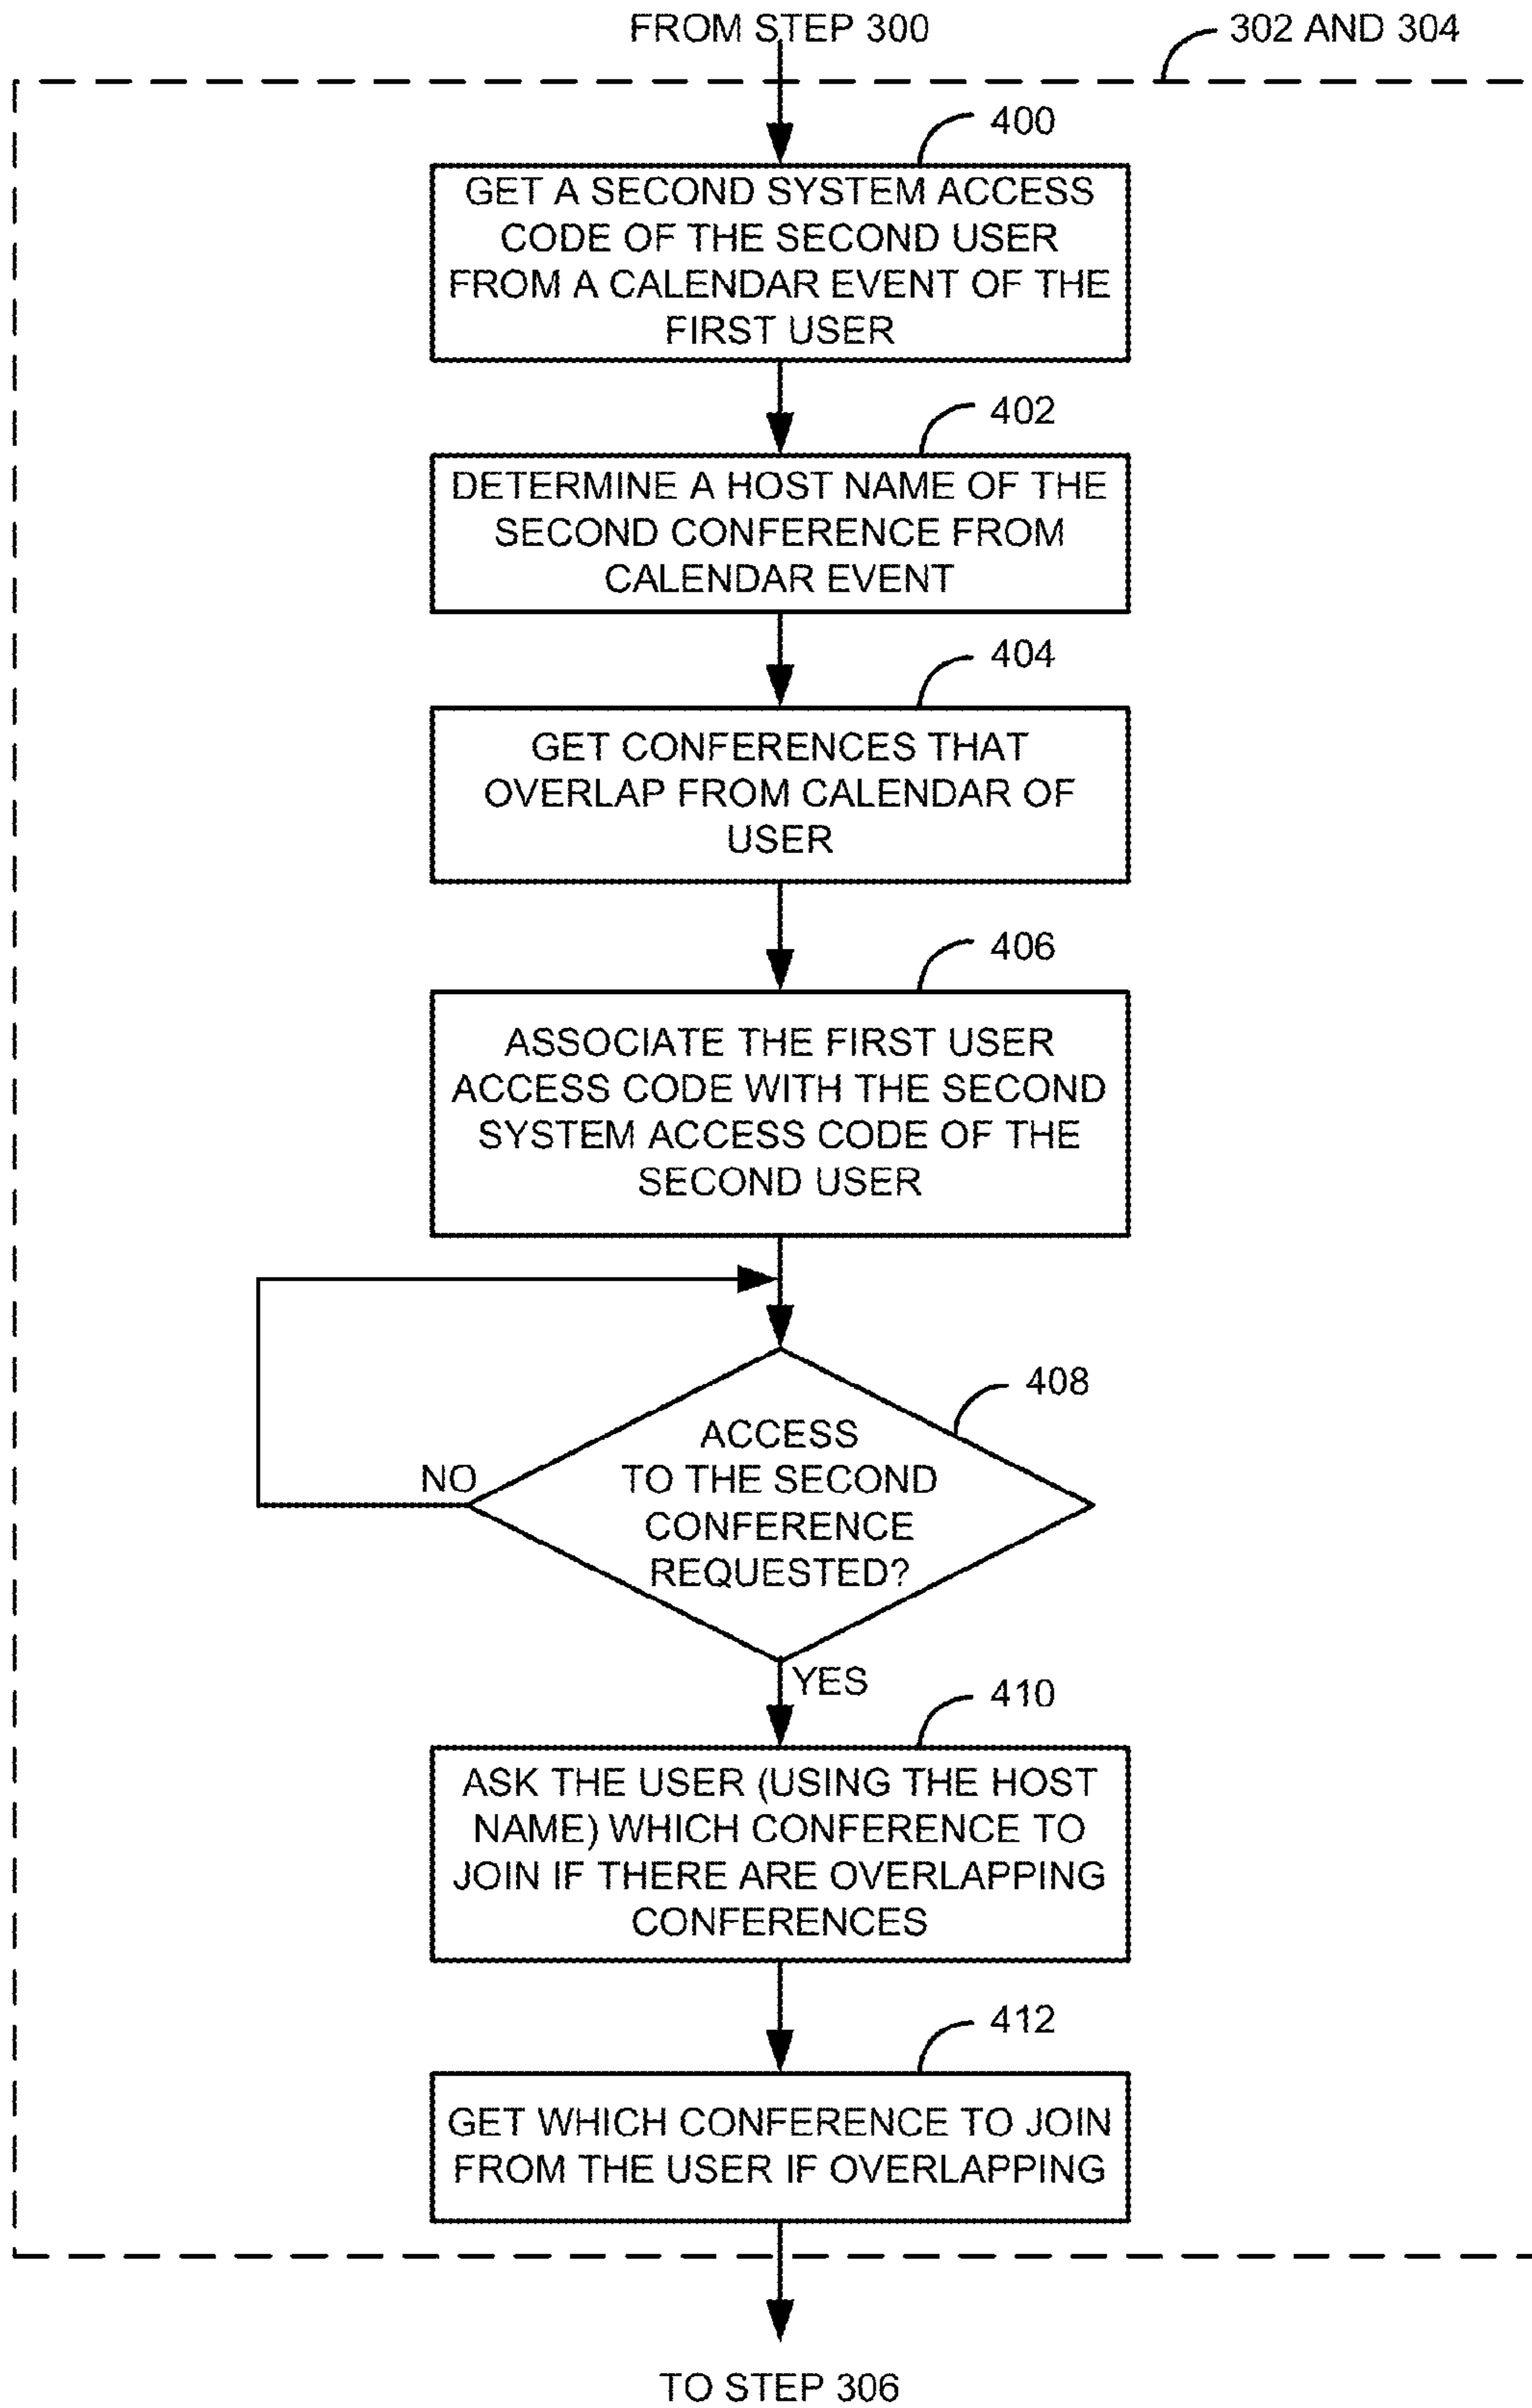 FROM STEP 300
302 AND 304
400
GET A SECOND SYSTEM ACCESS
CODE OF THE SECOND USER
FROM A CALENDAR EVENT OF THE
FIRST USER
402
DETERMINE A HOST NAME OF THE
SECOND CONFERENCE FROM
CALENDAR EVENT
404
GET CONFERENCES THAT
OVERLAP FROM CALENDAR OF
USER
406
ASSOCIATE THE FIRST USER
ACCESS CODE WITH THE SECOND
SYSTEM ACCESS CODE OF THE
SECOND USER
408
ACCESS
TO THE SECOND
CONFERENCE
REQUESTED?
NO
YES
410
ASK THE USER (USING THE HOST
NAME) WHICH CONFERENCE TO
JOIN IF THERE ARE OVERLAPPING
CONFERENCES
412
GET WHICH CONFERENCE TO JOIN
FROM THE USER IF OVERLAPPING
TO STEP 306